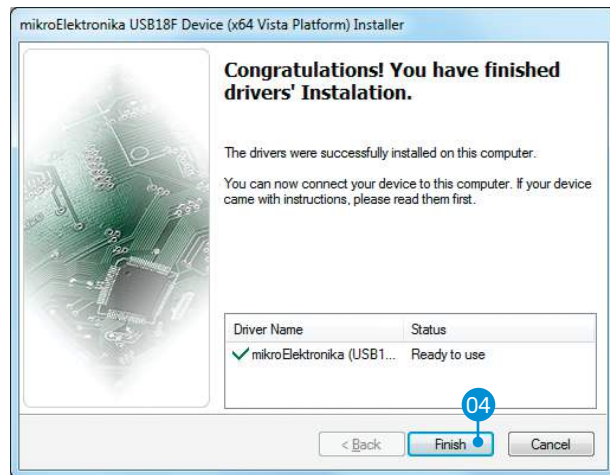 mikroElektronika USB18F Device (x64 Vista Platform) Installer
Congratulations! You have finished
drivers' Instalation.
The drivers were successfully installed on this computer.
You can now connect your device to this computer. If your device
came with instructions, please read them first.
Driver Name Status
mikroElektronika (USB1... Ready to use
04
< Back Finish Cancel